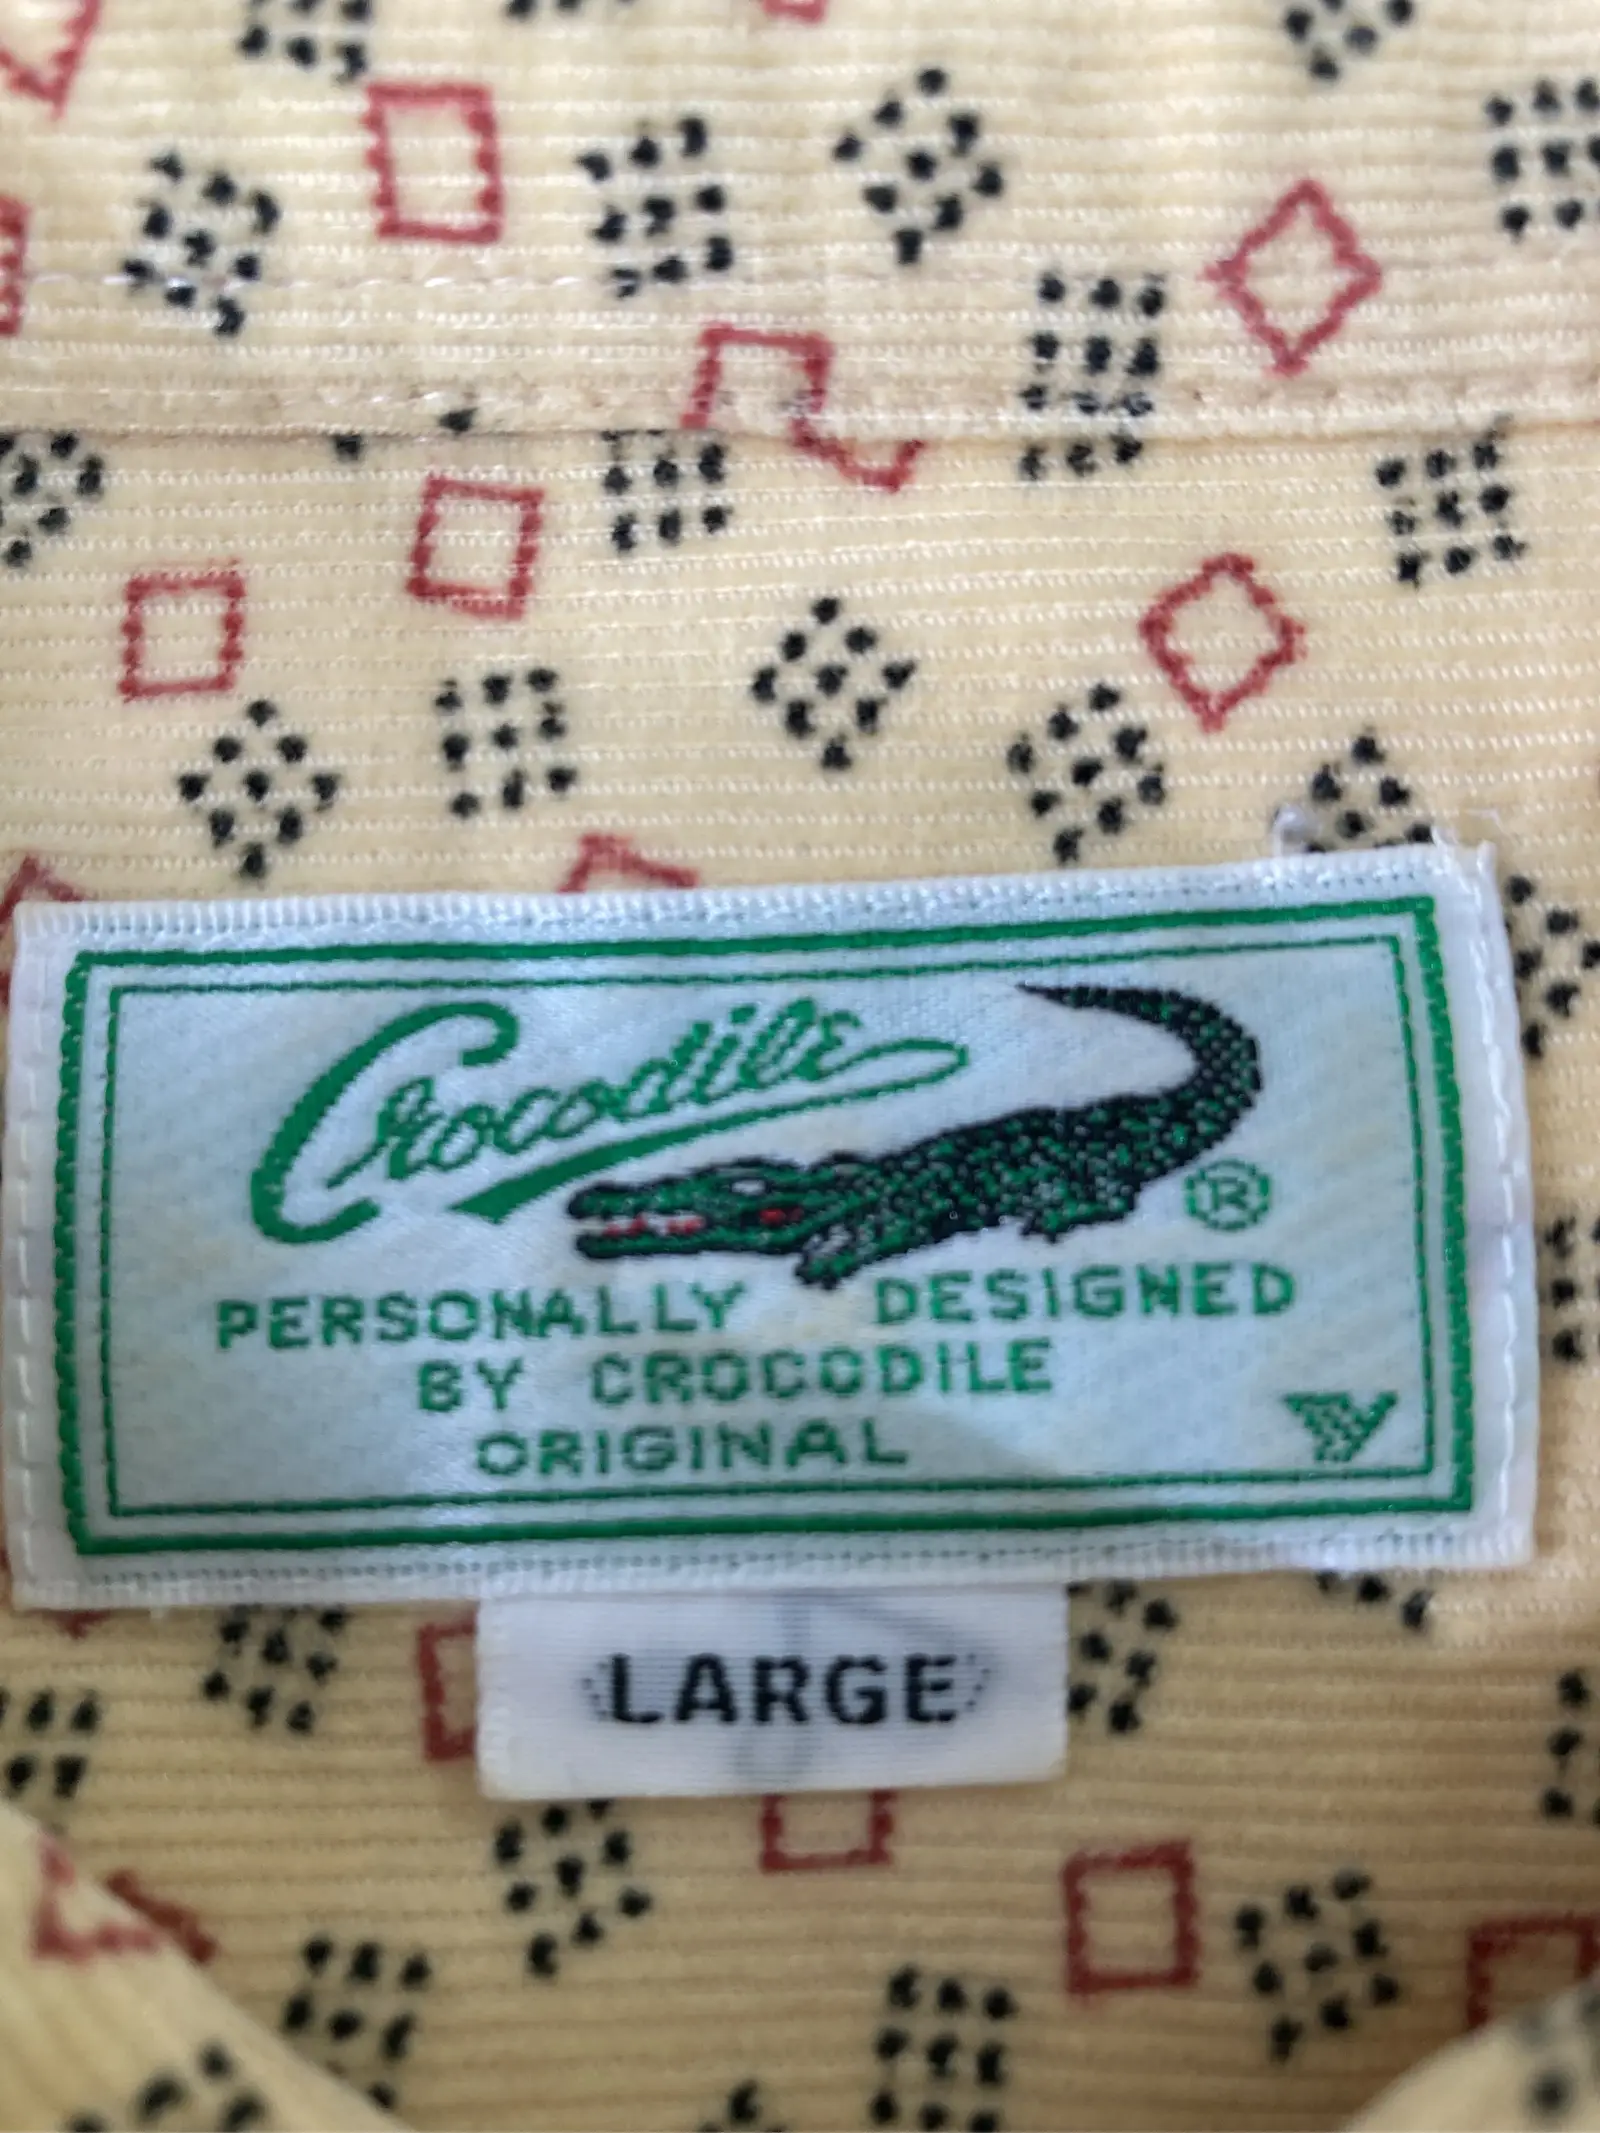 Crocodile
®
PERSONALLY DESIGNED
BY CROCODILE
ORIGINAL
LARGE